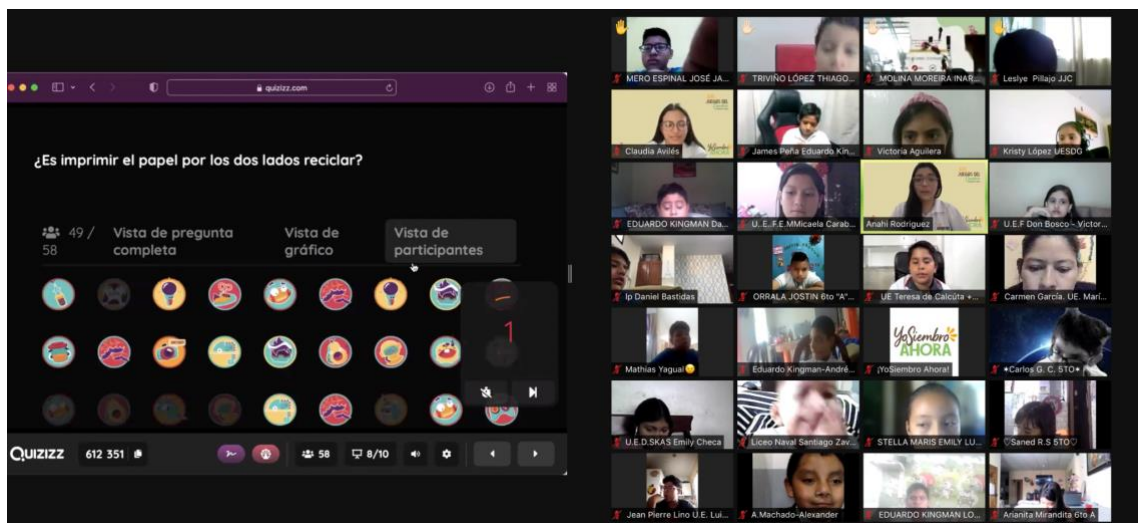 quizizz.com
¿Es imprimir el papel por los dos lados reciclar?
49 /
58
Vista de pregunta
completa
Vista de
gráfico
Vista de
participantes
1
QUIZIZZ
612 351
58
8/10
MERO ESPINAL JOSÉ JA...
TRIVIÑO LÓPEZ THIAGO...
MOLINA MOREIRA INAR...
Leslye Pillajo JJC
Claudia Avilés
James Peña Eduardo Kin...
Victoria Aguilera
Kristy López UESDG
EDUARDO KINGMAN Da...
U. E. F.E.MMicaela Carab...
Anahí Rodriguez
U.E.F Don Bosco - Victor...
Ip Daniel Bastidas
ORRALA JOSTIN 6to "A"...
UE Teresa de Calcúta +...
Carmen García. UE. Marí...
Mathias Yagual
Eduardo Kingman-André...
YoSiembro
AHORA
¡YoSiembro Ahora!
★Carlos G. C. 5TO★
U.E.D.SKAS Emily Checa
Liceo Naval Santiago Zav...
STELLA MARIS EMILY LU...
♡Saned R.S 5TO♡
Jean Pierre Lino U.E. Lui...
A.Machado-Alexander
EDUARDO KINGMAN LO...
Arianita Mirandita 6to A